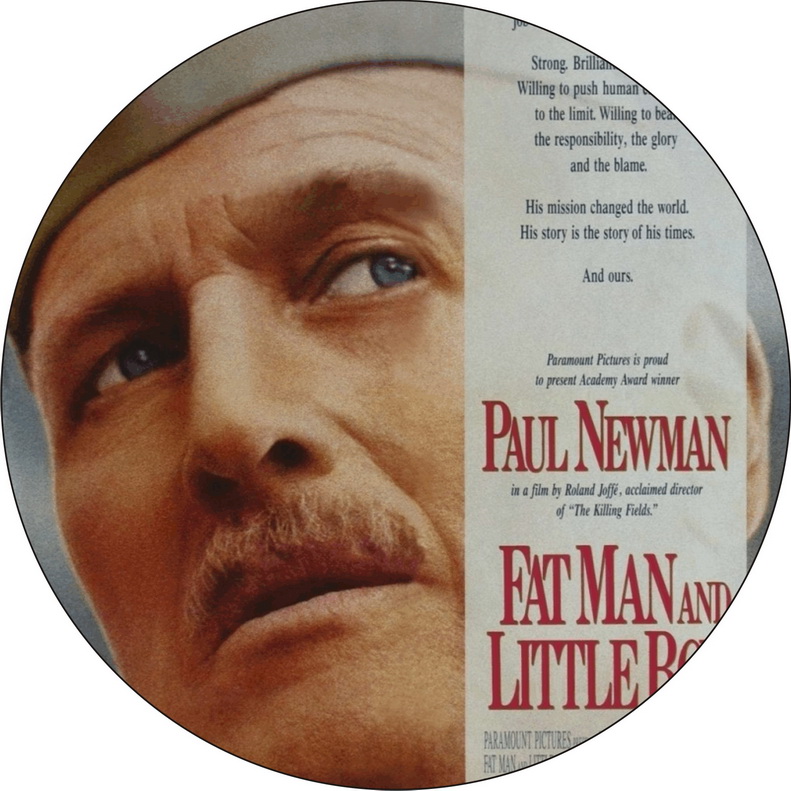 Strong.
Willing to push human
to the limit. Willing to
the responsibility, the glory
and the blame.
His mission changed the world.
His story is the story of his times.
And ours.
Paramount Pictures is proud
to present Academy Award winner
PAUL NEWMAN
in a film by Roland Joffé, acclaimed director
of "The Killing Fields."
FAT MAN AND
LITTLE
PARAMOUNT PICTURES
FAT MAN AND